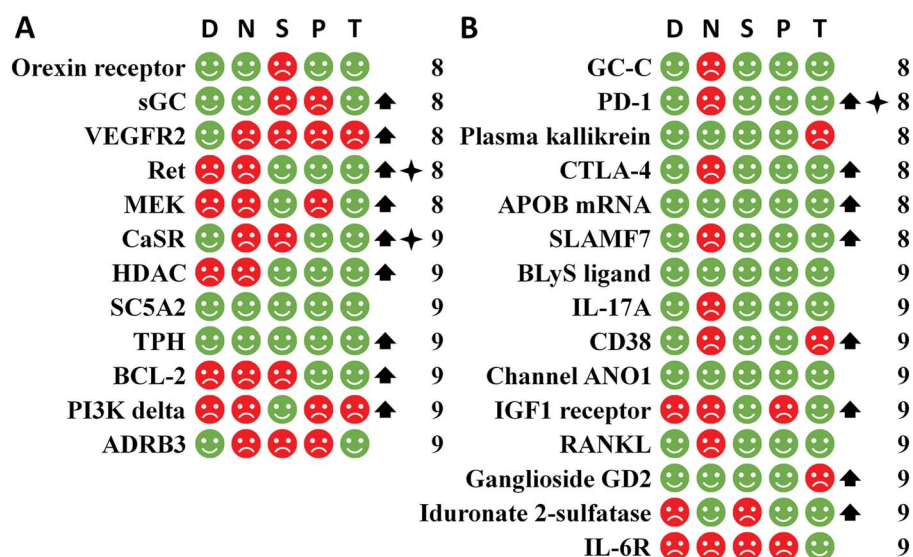 A D N S P T
Orexin receptor 8
sGC 8
VEGFR2 8
Ret 8
MEK 8
CaSR 9
HDAC 9
SC5A2 9
TPH 9
BCL-2 9
PI3K delta 9
ADRB3 9
B D N S P T
GC-C 8
PD-1 8
Plasma kallikrein 8
CTLA-4 8
APOB mRNA 8
SLAMF7 8
BLyS ligand 9
IL-17A 9
CD38 9
Channel ANO1 9
IGF1 receptor 9
RANKL 9
Ganglioside GD2 9
Iduronate 2-sulfatase 9
IL-6R 9